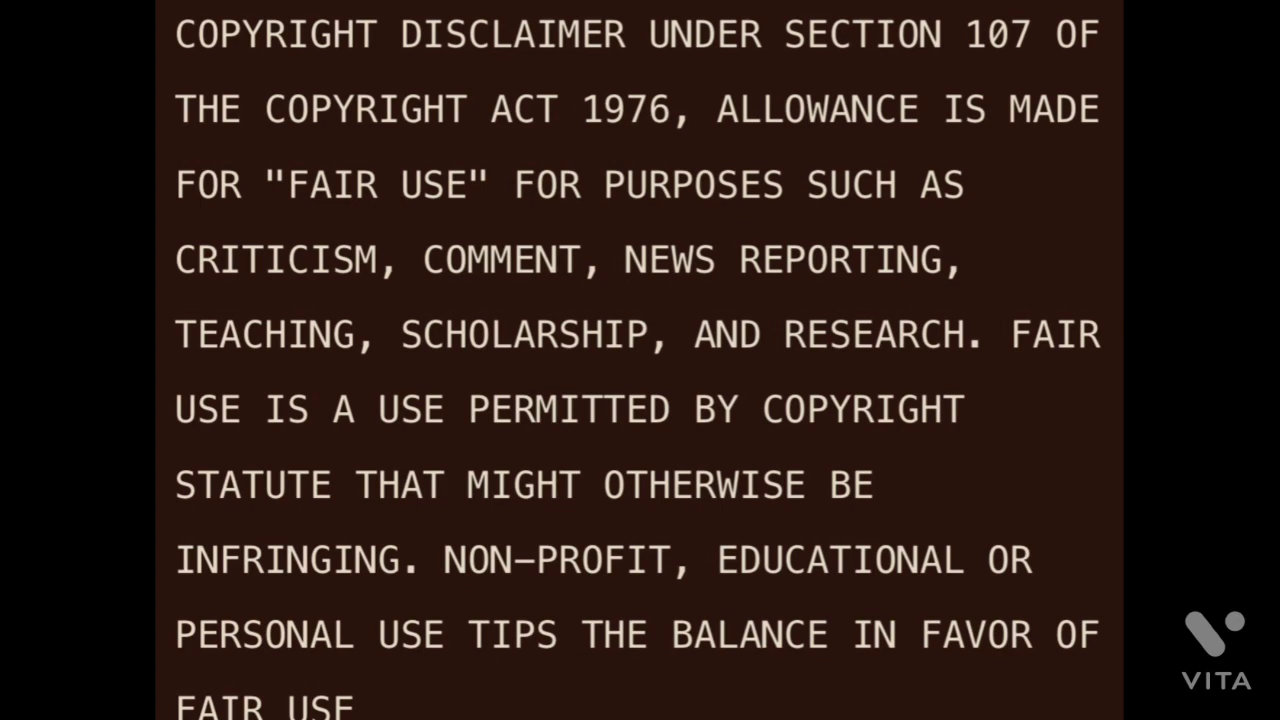 COPYRIGHT DISCLAIMER UNDER SECTION 107 OF
THE COPYRIGHT ACT 1976, ALLOWANCE IS MADE
FOR "FAIR USE" FOR PURPOSES SUCH AS
CRITICISM, COMMENT, NEWS REPORTING,
TEACHING, SCHOLARSHIP, AND RESEARCH. FAIR
USE IS A USE PERMITTED BY COPYRIGHT
STATUTE THAT MIGHT OTHERWISE BE
INFRINGING. NON–PROFIT, EDUCATIONAL OR
PERSONAL USE TIPS THE BALANCE IN FAVOR OF
FAIR USE
VITA